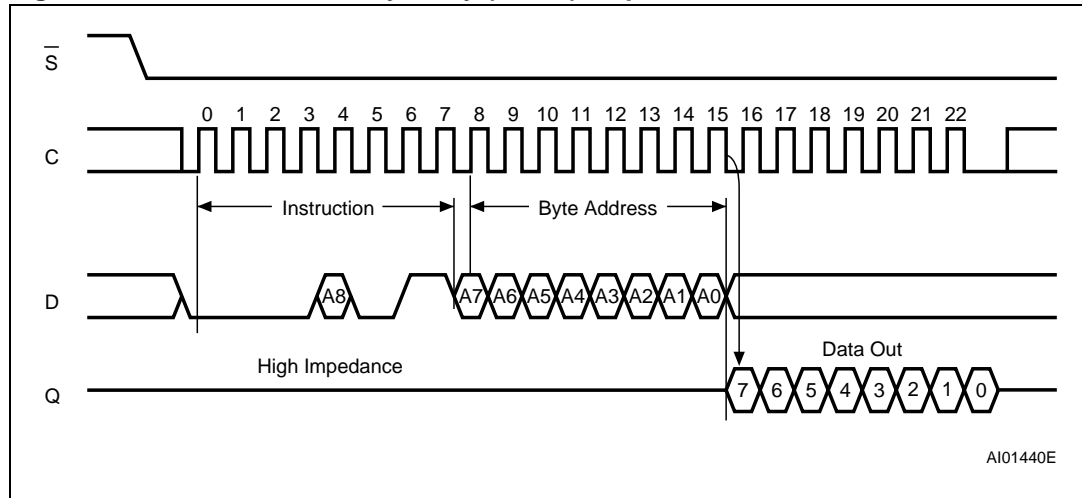 S
0 1 2 3 4 5 6 7 8 9 10 11 12 13 14 15 16 17 18 19 20 21 22
C
Instruction Byte Address
D A8 A7 A6 A5 A4 A3 A2 A1 A0
High Impedance Data Out
Q 7 6 5 4 3 2 1 0
AI01440E